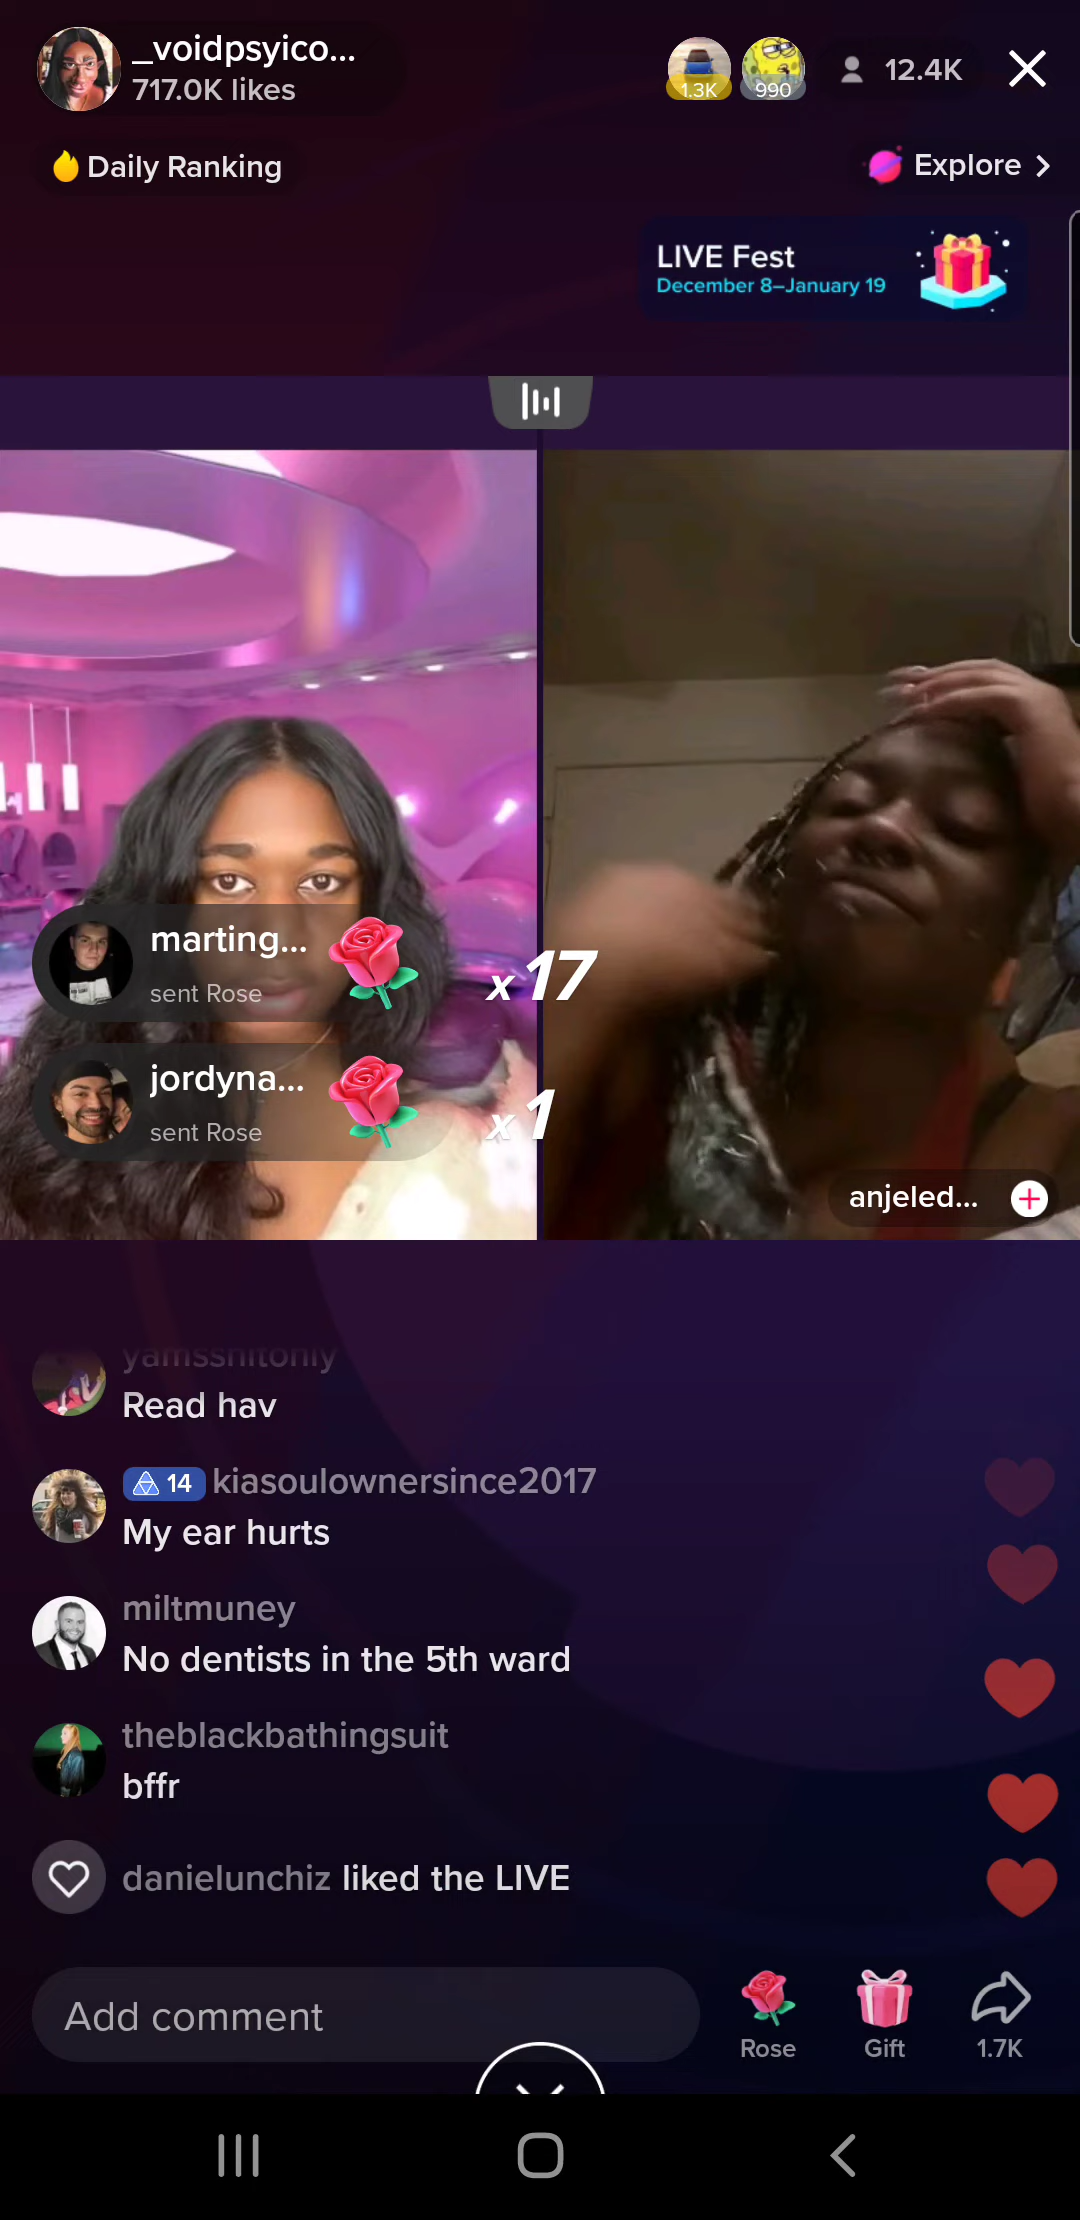 _voidpsyico...
717.0K likes
1.3K
990
12.4K
Daily Ranking
Explore
LIVE Fest
December 8–January 19
marting...
sent Rose
x17
jordyna...
sent Rose
x1
anjeled...
yamsshitonly
Read hav
14 kiasoulownersince2017
My ear hurts
miltmuney
No dentists in the 5th ward
theblackbathingsuit
bffr
danielunchiz liked the LIVE
Add comment
Rose
Gift
1.7K